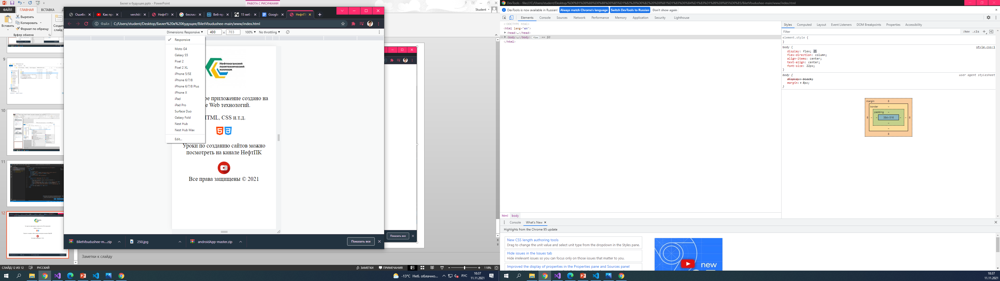 Билет в будущее.pptx - PowerPoint
РАБОТА С РИСУНКАМИ
ФАЙЛ
ГЛАВНАЯ
ВСТАВКА
Student
Вставить
Вырезать
Копировать
Формат по образцу
Буфер обмена
Создать
слайд
Ошибка
Как про
verchik
НефтПК
бесплат
Веб-пр
15 веб
Google
НефтПК
Файл
C:/Users/student/Desktop/Билет%20в%20будущее/BiletVbudushee-main/www/index.html
Dimensions: Responsive
400
×
703
100%
No throttling
Responsive
Moto G4
Galaxy S5
Pixel 2
Pixel 2 XL
iPhone 5/SE
iPhone 6/7/8
iPhone 6/7/8 Plus
iPhone X
iPad
iPad Pro
Surface Duo
Galaxy Fold
Nest Hub
Nest Hub Max
Edit...
Нефтеюганский
политехнический
колледж
ое приложение создано на
е Web технологий.
HTML, CSS и.т.д.
Уроки по созданию сайтов можно
посмотреть на канале НефтПК
Все права защищены © 2021
9
10
11
12
BiletVbudushee-m....zip
250.jpg
androidApp-master.zip
Показать все
Показать все
Заметки к слайду
СЛАЙД 12 ИЗ 12
РУССКИЙ
ЗАМЕТКИ
ПРИМЕЧАНИЯ
110%
-13°C Неб. облачно...
РУС
10:37
11.11.2021
DevTools - file:///C:/Users/student/Desktop/%D0%91%D0%B8%D0%BB%D0%B5%D1%82%20%D0%B2%20%D0%B1%D1%83%D0%B4%D1%83%D1%89%D0%B5%D0%B5/BiletVbudushee-main/www/index.html
DevTools is now available in Russian!
Always match Chrome's language
Switch DevTools to Russian
Don't show again
Elements
Console
Sources
Network
Performance
Memory
Application
Security
Lighthouse
<!DOCTYPE html>
<html lang="en">
<head>…</head>
<body>…</body> flex == $0
</html>
Styles
Computed
Layout
Event Listeners
DOM Breakpoints
Properties
Accessibility
Filter
:hov .cls
element.style {
}
body {
style.css:1
display: flex;
flex-direction: column;
align-items: center;
text-align: center;
font-size: 22px;
}
body {
user agent stylesheet
display: block;
margin: 8px;
}
margin
8
border
–
padding
–
8
–
–
384×516
–
–
8
–
–
8
html
body
Console
What's New
Highlights from the Chrome 95 update
New CSS length authoring tools
Drag to change the unit value and select unit type from the dropdown in the Styles pane.
Hide issues in the Issues tab
Hide irrelevant issues so you can focus only on those issues that matter to you.
Improved the display of properties in the Properties pane and Sources panel
new
10:37
11.11.2021